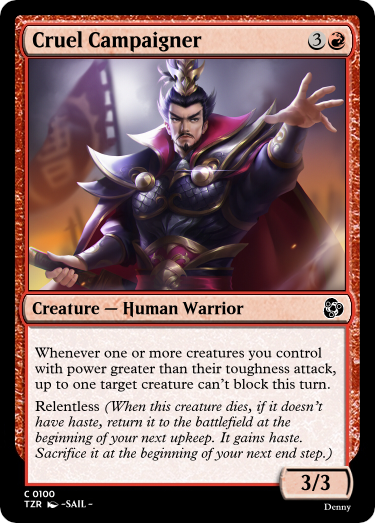 Cruel Campaigner 3
Creature — Human Warrior
Whenever one or more creatures you control
with power greater than their toughness attack,
up to one target creature can't block this turn.
Relentless (When this creature dies, if it doesn't
have haste, return it to the battlefield at the
beginning of your next upkeep. It gains haste.
Sacrifice it at the beginning of your next end step.)
3/3
C 0100
TZR -SAIL - Denny